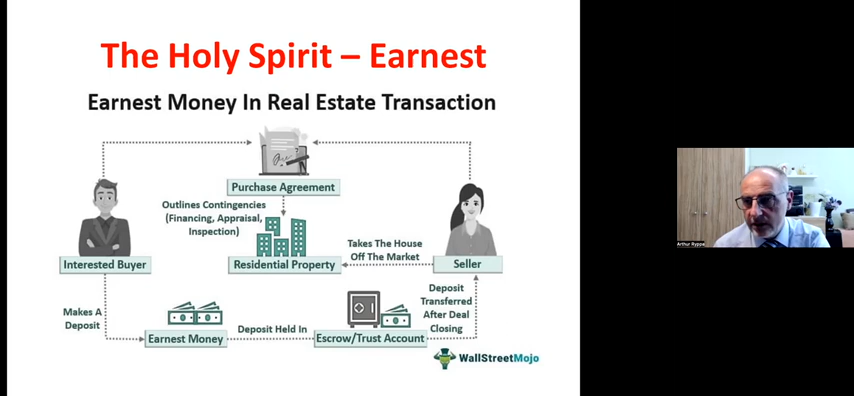 The Holy Spirit – Earnest
Earnest Money In Real Estate Transaction
Purchase Agreement
Outlines Contingencies
(Financing, Appraisal,
Inspection)
Takes The House
Off The Market
Interested Buyer
Residential Property
Seller
Makes A
Deposit
Earnest Money
Deposit Held In
Escrow/Trust Account
Deposit
Transferred
After Deal
Closing
WallStreetMojo
Arthur Ryppa